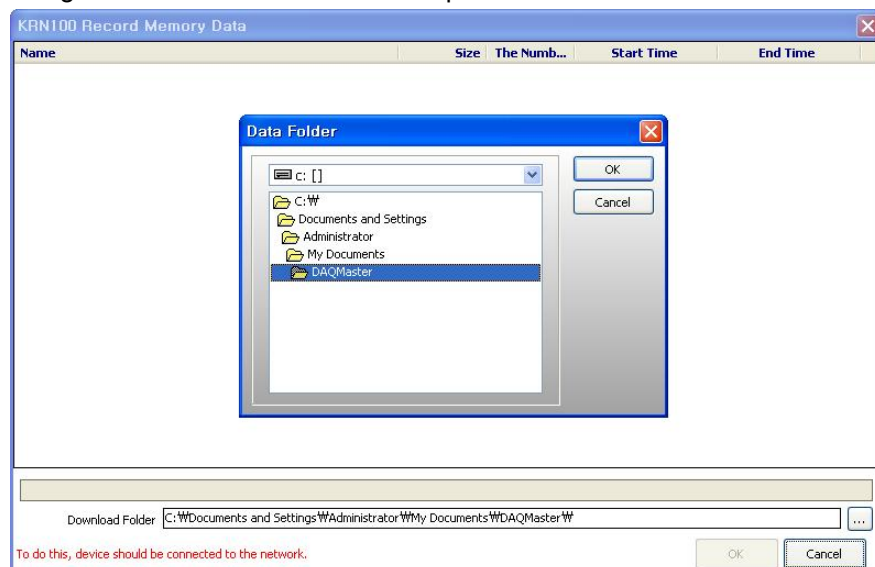 KRN100 Record Memory Data
Name Size The Numb... Start Time End Time
Data Folder
c: []
OK
C:₩
Cancel
Documents and Settings
Administrator
My Documents
DAQMaster
Download Folder C:₩Documents and Settings₩Administrator₩My Documents₩DAQMaster₩ ...
To do this, device should be connected to the network.
OK Cancel